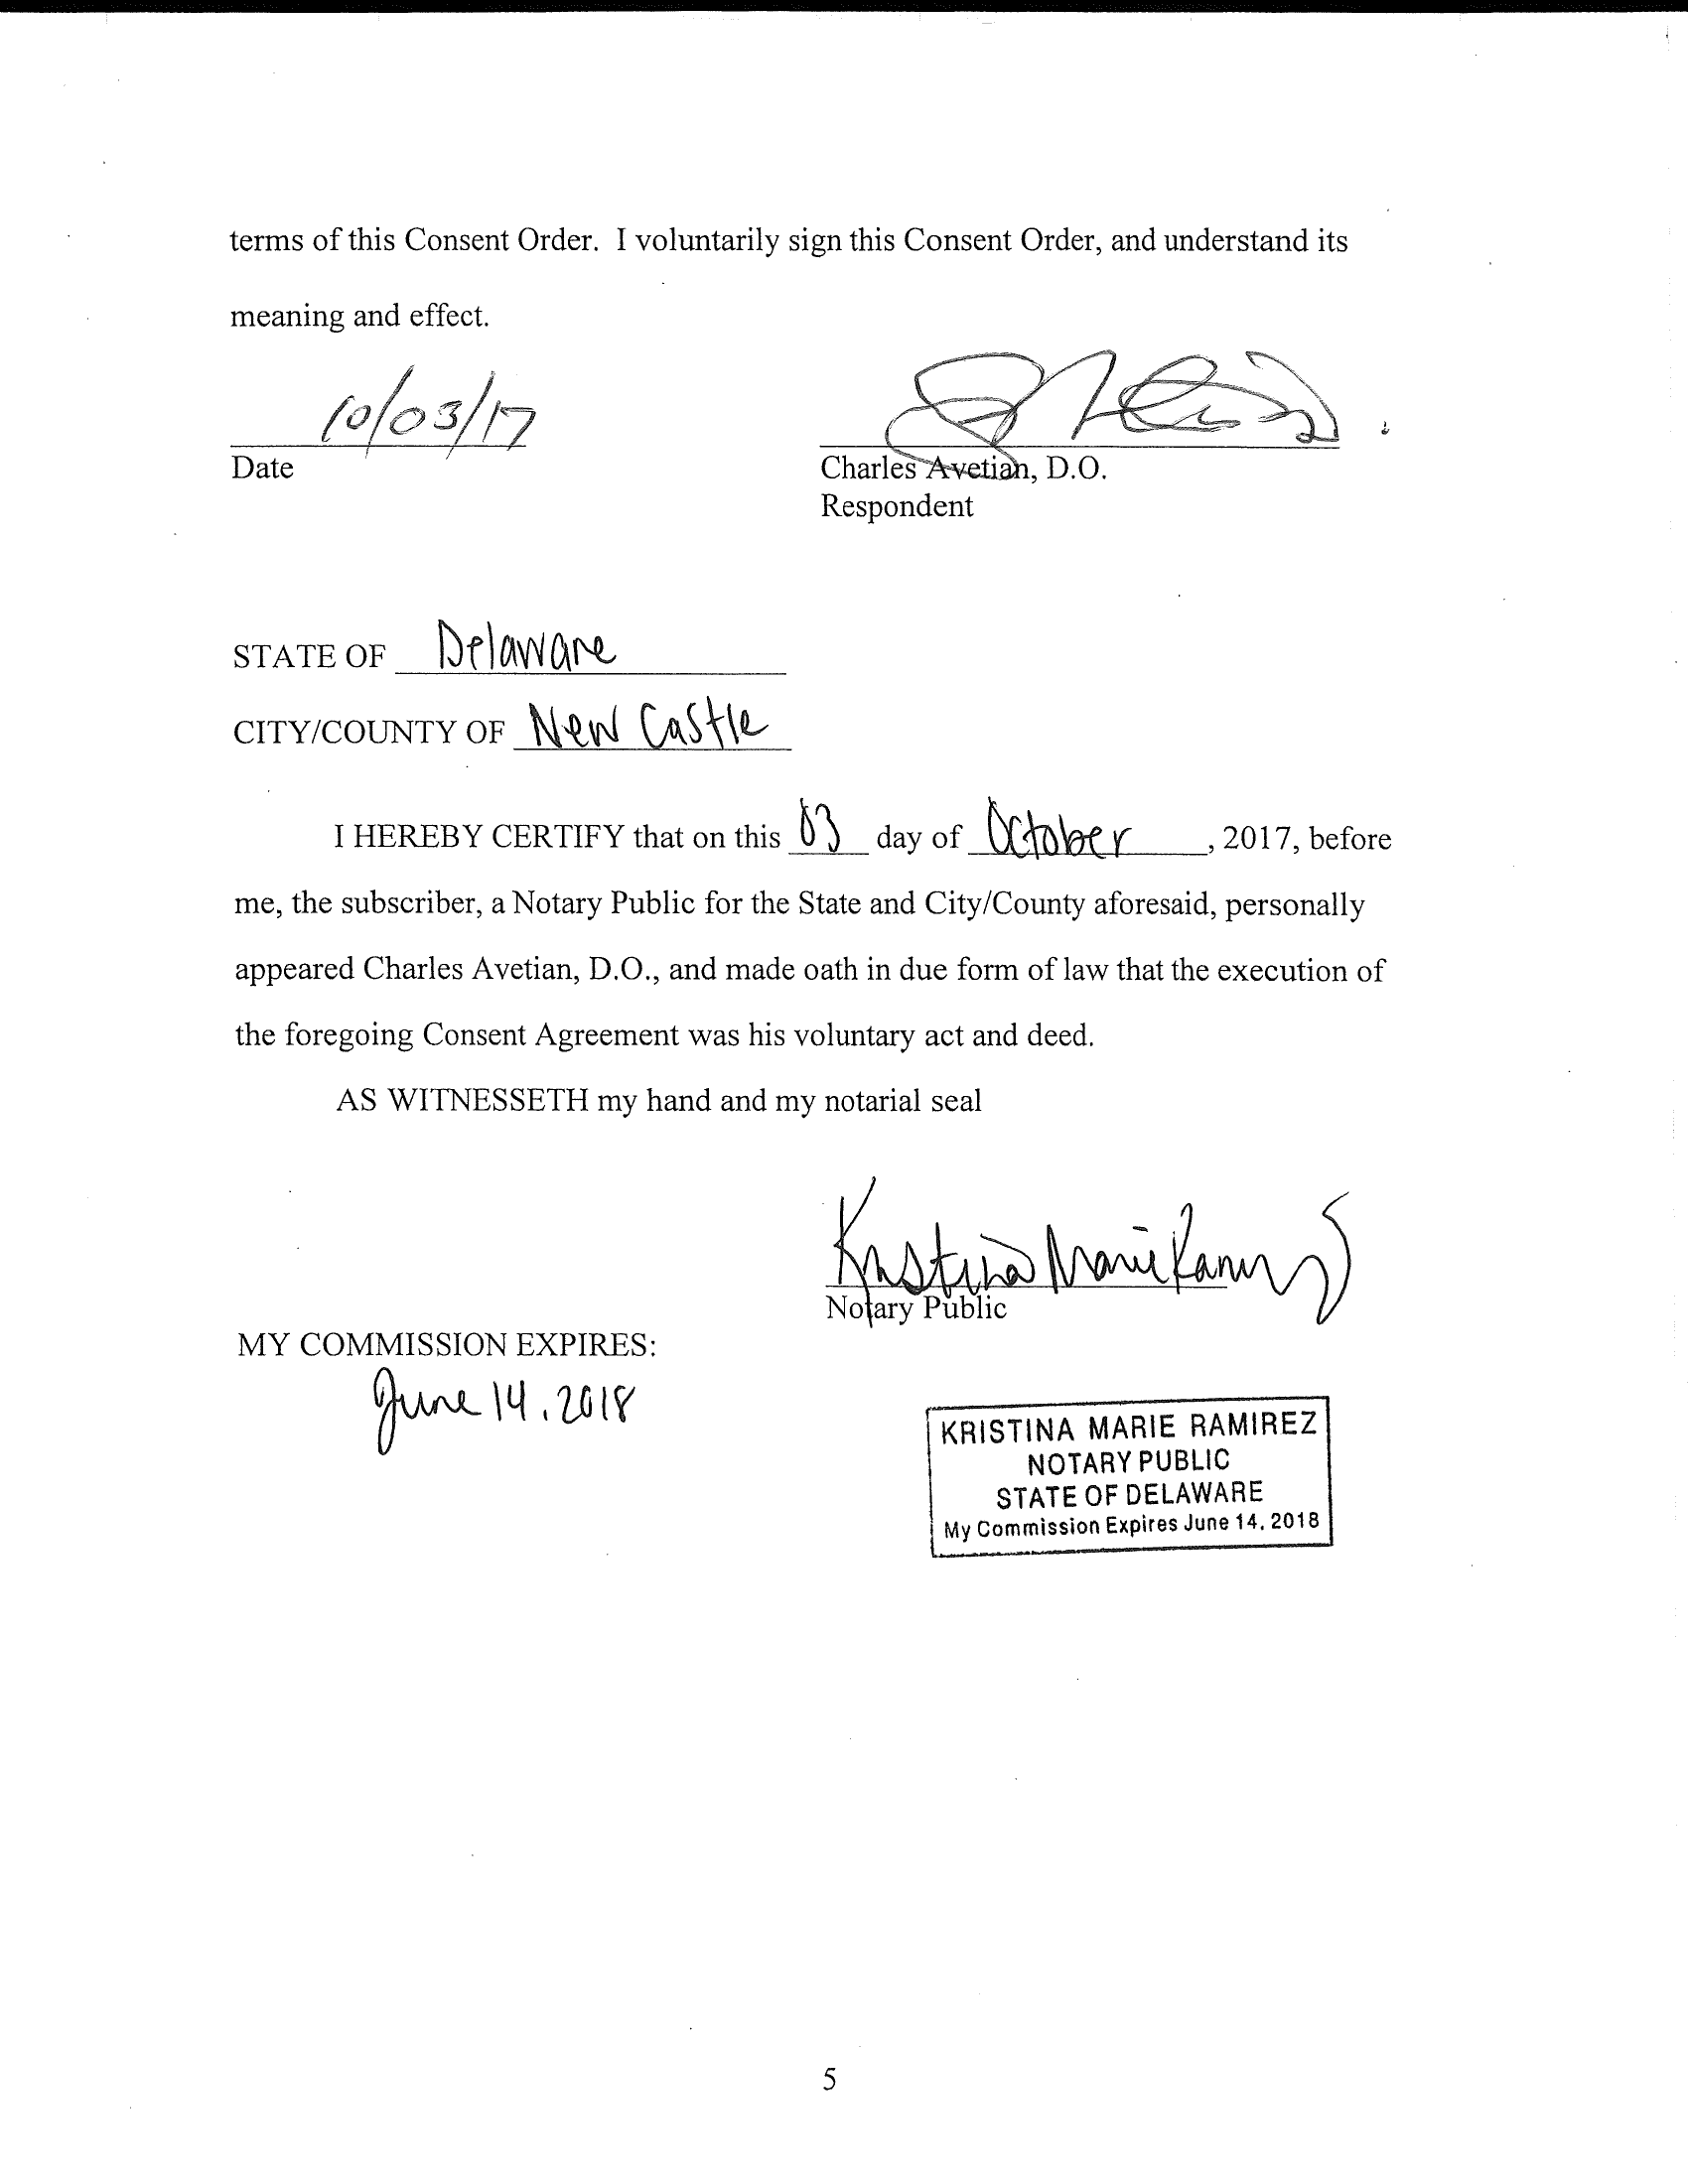 terms of this Consent Order. I voluntarily sign this Consent Order, and understand its
meaning and effect.
10/03/17
Date
Charles Avetian, D.O.
Respondent
STATE OF Delaware
CITY/COUNTY OF New Castle
I HEREBY CERTIFY that on this 03 day of October, 2017, before
me, the subscriber, a Notary Public for the State and City/County aforesaid, personally
appeared Charles Avetian, D.O., and made oath in due form of law that the execution of
the foregoing Consent Agreement was his voluntary act and deed.
AS WITNESSETH my hand and my notarial seal
Kristina Marie Ramirez
Notary Public
MY COMMISSION EXPIRES:
June 14, 2018
KRISTINA MARIE RAMIREZ
NOTARY PUBLIC
STATE OF DELAWARE
My Commission Expires June 14, 2018
5